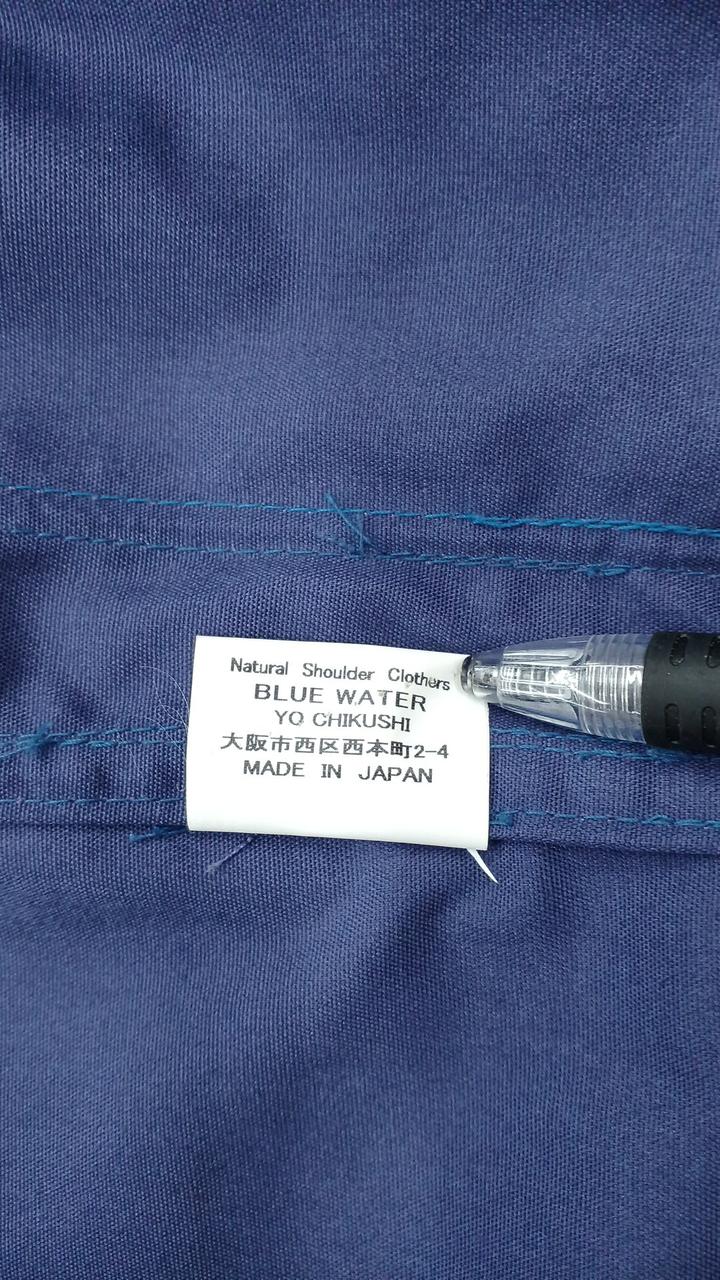 Natural Shoulder Clothers
BLUE WATER
YO CHIKUSHI
大阪市西区西本町2-4
MADE IN JAPAN